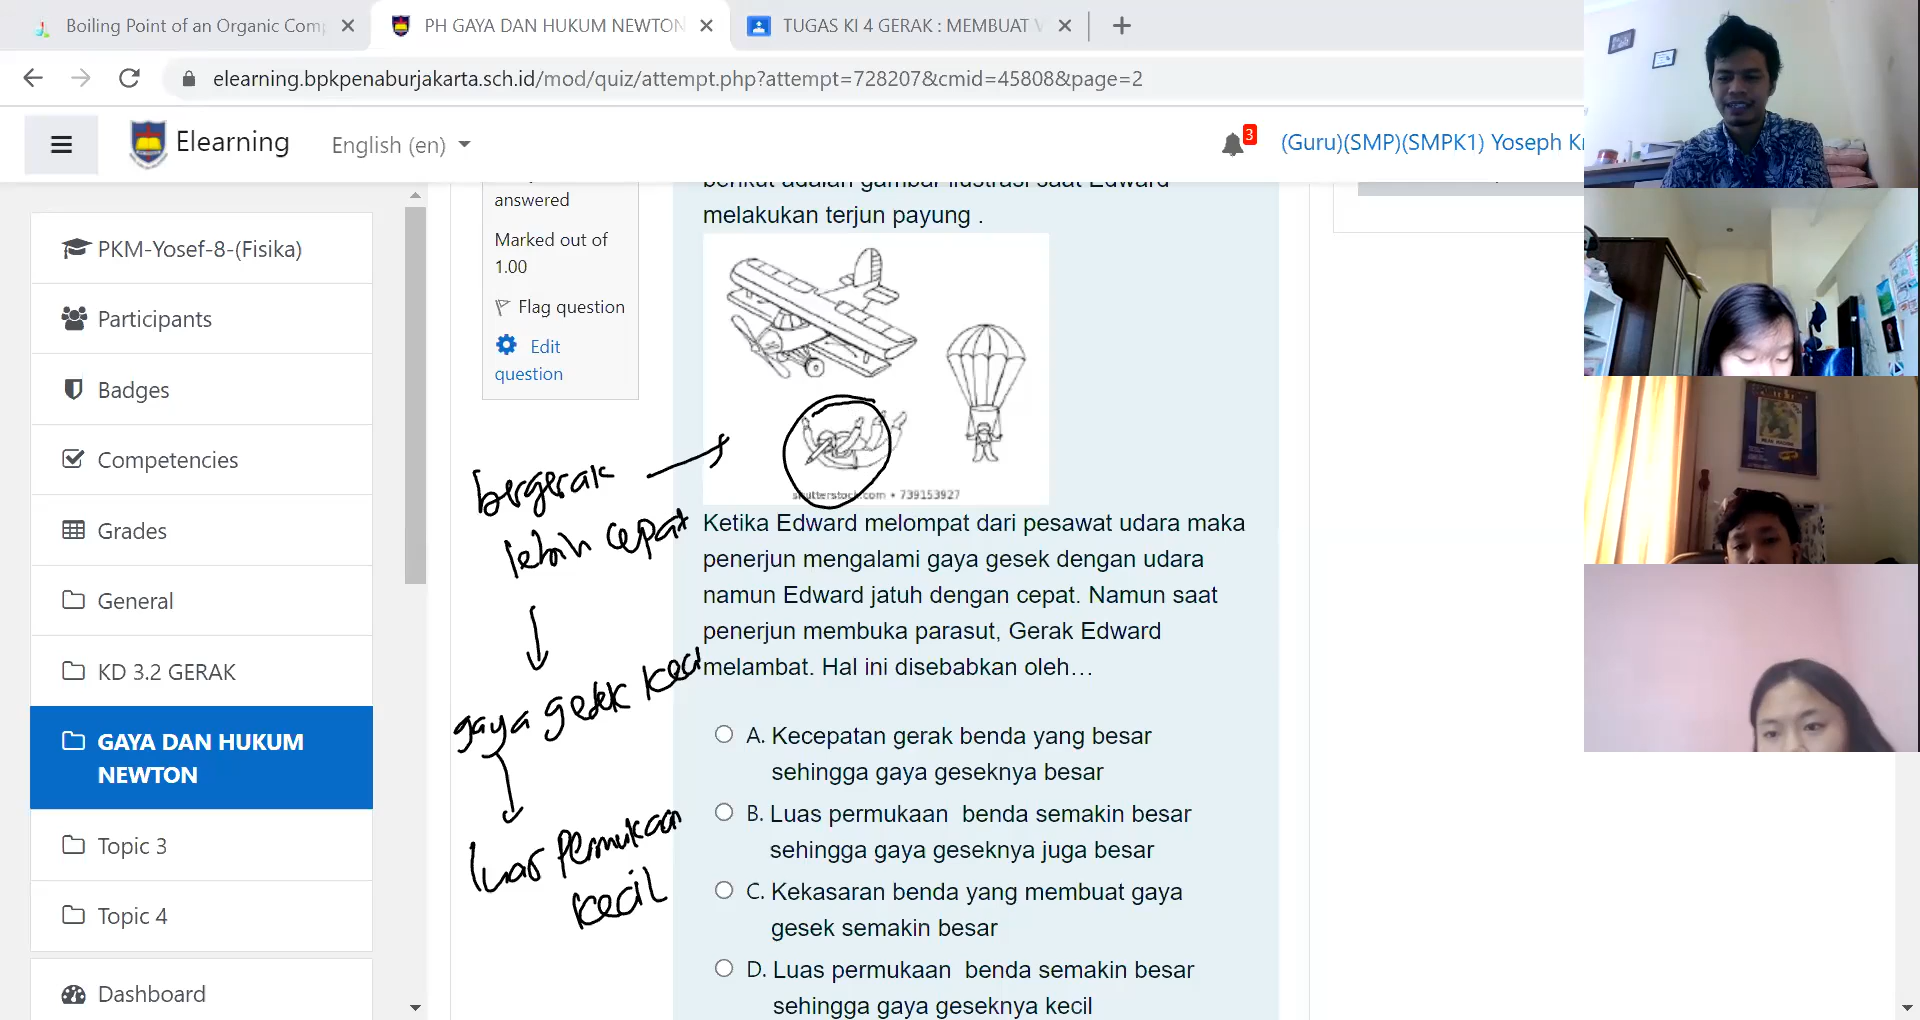 Boiling Point of an Organic Com
PH GAYA DAN HUKUM NEWTON
TUGAS KI 4 GERAK : MEMBUAT V
elearning.bpkpenaburjakarta.sch.id/mod/quiz/attempt.php?attempt=728207&cmid=45808&page=2
Elearning
English (en)
3
(Guru)(SMP)(SMPK1) Yoseph Kr
PKM-Yosef-8-(Fisika)
Participants
Badges
Competencies
Grades
General
KD 3.2 GERAK
GAYA DAN HUKUM
NEWTON
Topic 3
Topic 4
Dashboard
answered
Marked out of
1.00
Flag question
Edit
question
berikut adalah gambar ilustrasi saat Edward
melakukan terjun payung .
shutterstock.com • 739153927
bergerak
lebih cepat
gaya gesek kecil
luas permukaan
kecil
Ketika Edward melompat dari pesawat udara maka
penerjun mengalami gaya gesek dengan udara
namun Edward jatuh dengan cepat. Namun saat
penerjun membuka parasut, Gerak Edward
melambat. Hal ini disebabkan oleh...
A. Kecepatan gerak benda yang besar
sehingga gaya geseknya besar
B. Luas permukaan  benda semakin besar
sehingga gaya geseknya juga besar
C. Kekasaran benda yang membuat gaya
gesek semakin besar
D. Luas permukaan  benda semakin besar
sehingga gaya geseknya kecil